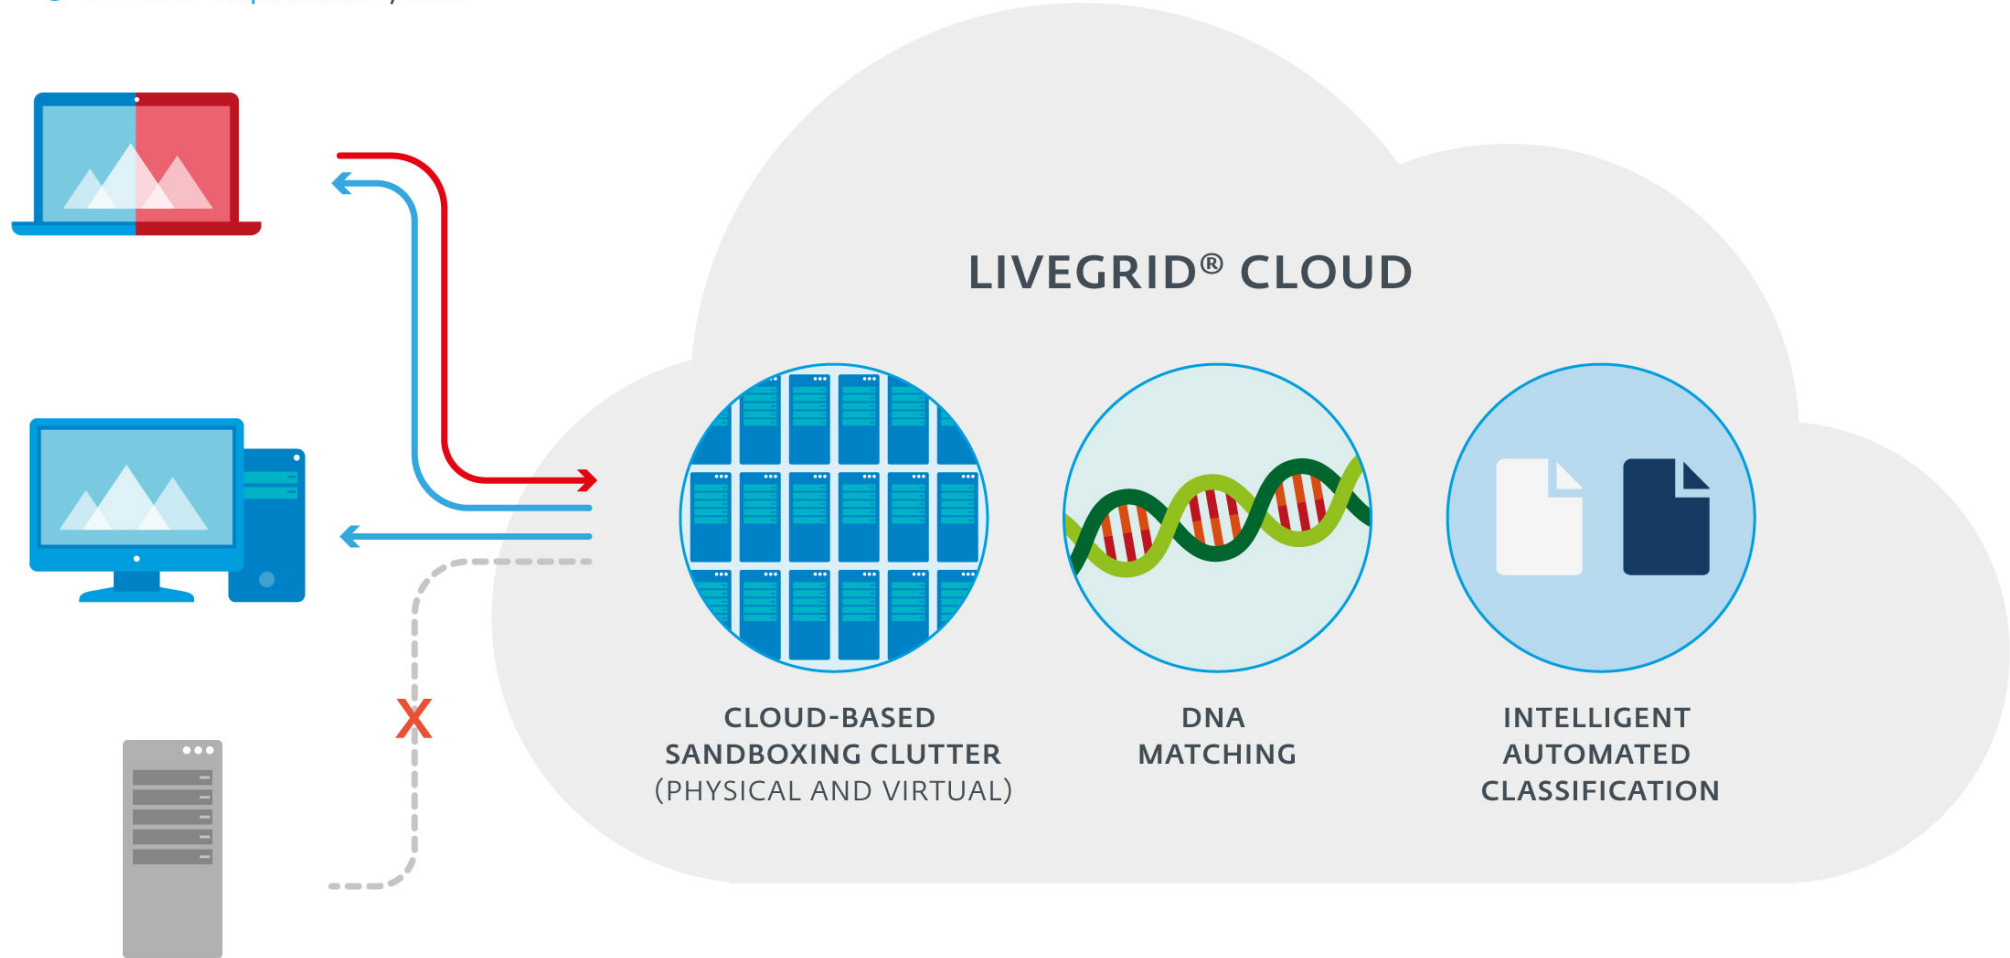 LIVEGRID® CLOUD
CLOUD-BASED
SANDBOXING CLUTTER
(PHYSICAL AND VIRTUAL)
DNA
MATCHING
INTELLIGENT
AUTOMATED
CLASSIFICATION
X